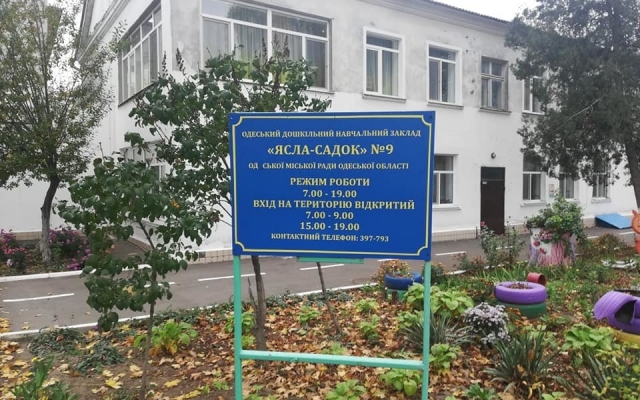 ОДЕСЬКИЙ ДОШКІЛЬНИЙ НАВЧАЛЬНИЙ ЗАКЛАД
«ЯСЛА-САДОК» №9
ОД СЬКОЇ МІСЬКОЇ РАДИ ОДЕСЬКОЇ ОБЛАСТІ
РЕЖИМ РОБОТИ
7.00 - 19.00
ВХІД НА ТЕРИТОРІЮ ВІДКРИТИЙ
7.00 - 9.00
15.00 - 19.00
КОНТАКТНИЙ ТЕЛЕФОН: 397-793